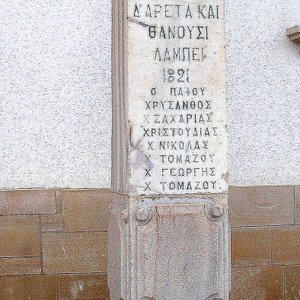 Δ'ΑΡΕΤΑ ΚΑΙ
ΘΑΝΟΥΣΙ
ΛΑΜΠΕΙ
1821
Ο ΠΑΦΟΥ
ΧΡΥΣΑΝΘΟΣ
Χ ΖΑΧΑΡΙΑΣ
ΧΡΙΣΤΟΥΔΙΑΣ
Χ ΝΙΚΟΛΑΣ
Χ ΤΟΜΑΖΟΥ
Χ ΓΕΩΡΓΗΣ
Χ ΤΟΜΑΖΟΥ.